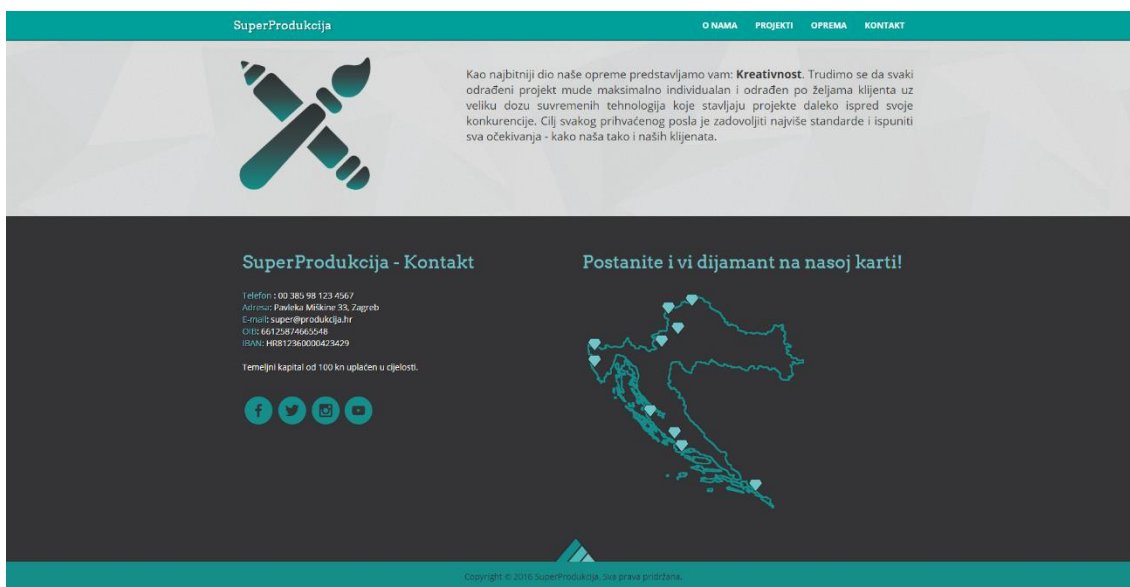 SuperProdukcija
O NAMA PROJEKTI OPREMA KONTAKT
Kao najbitniji dio naše opreme predstavljamo vam: Kreativnost. Trudimo se da svaki
odrađeni projekt mude maksimalno individualan i odrađen po željama klijenta uz
veliku dozu suvremenih tehnologija koje stavljaju projekte daleko ispred svoje
konkurencije. Cilj svakog prihvaćenog posla je zadovoljiti najviše standarde i ispuniti
sva očekivanja - kako naša tako i naših klijenata.
SuperProdukcija - Kontakt
Telefon : 00 385 98 123 4567
Adresa: Pavleka Miškine 33, Zagreb
E-mail: super@produkcija.hr
OIB: 66125874665548
IBAN: HR812360000423429
Temeljni kapital od 100 kn uplaćen u cijelosti.
Postanite i vi dijamant na nasoj karti!
Copyright © 2016 SuperProdukcija. Sva prava pridržana.